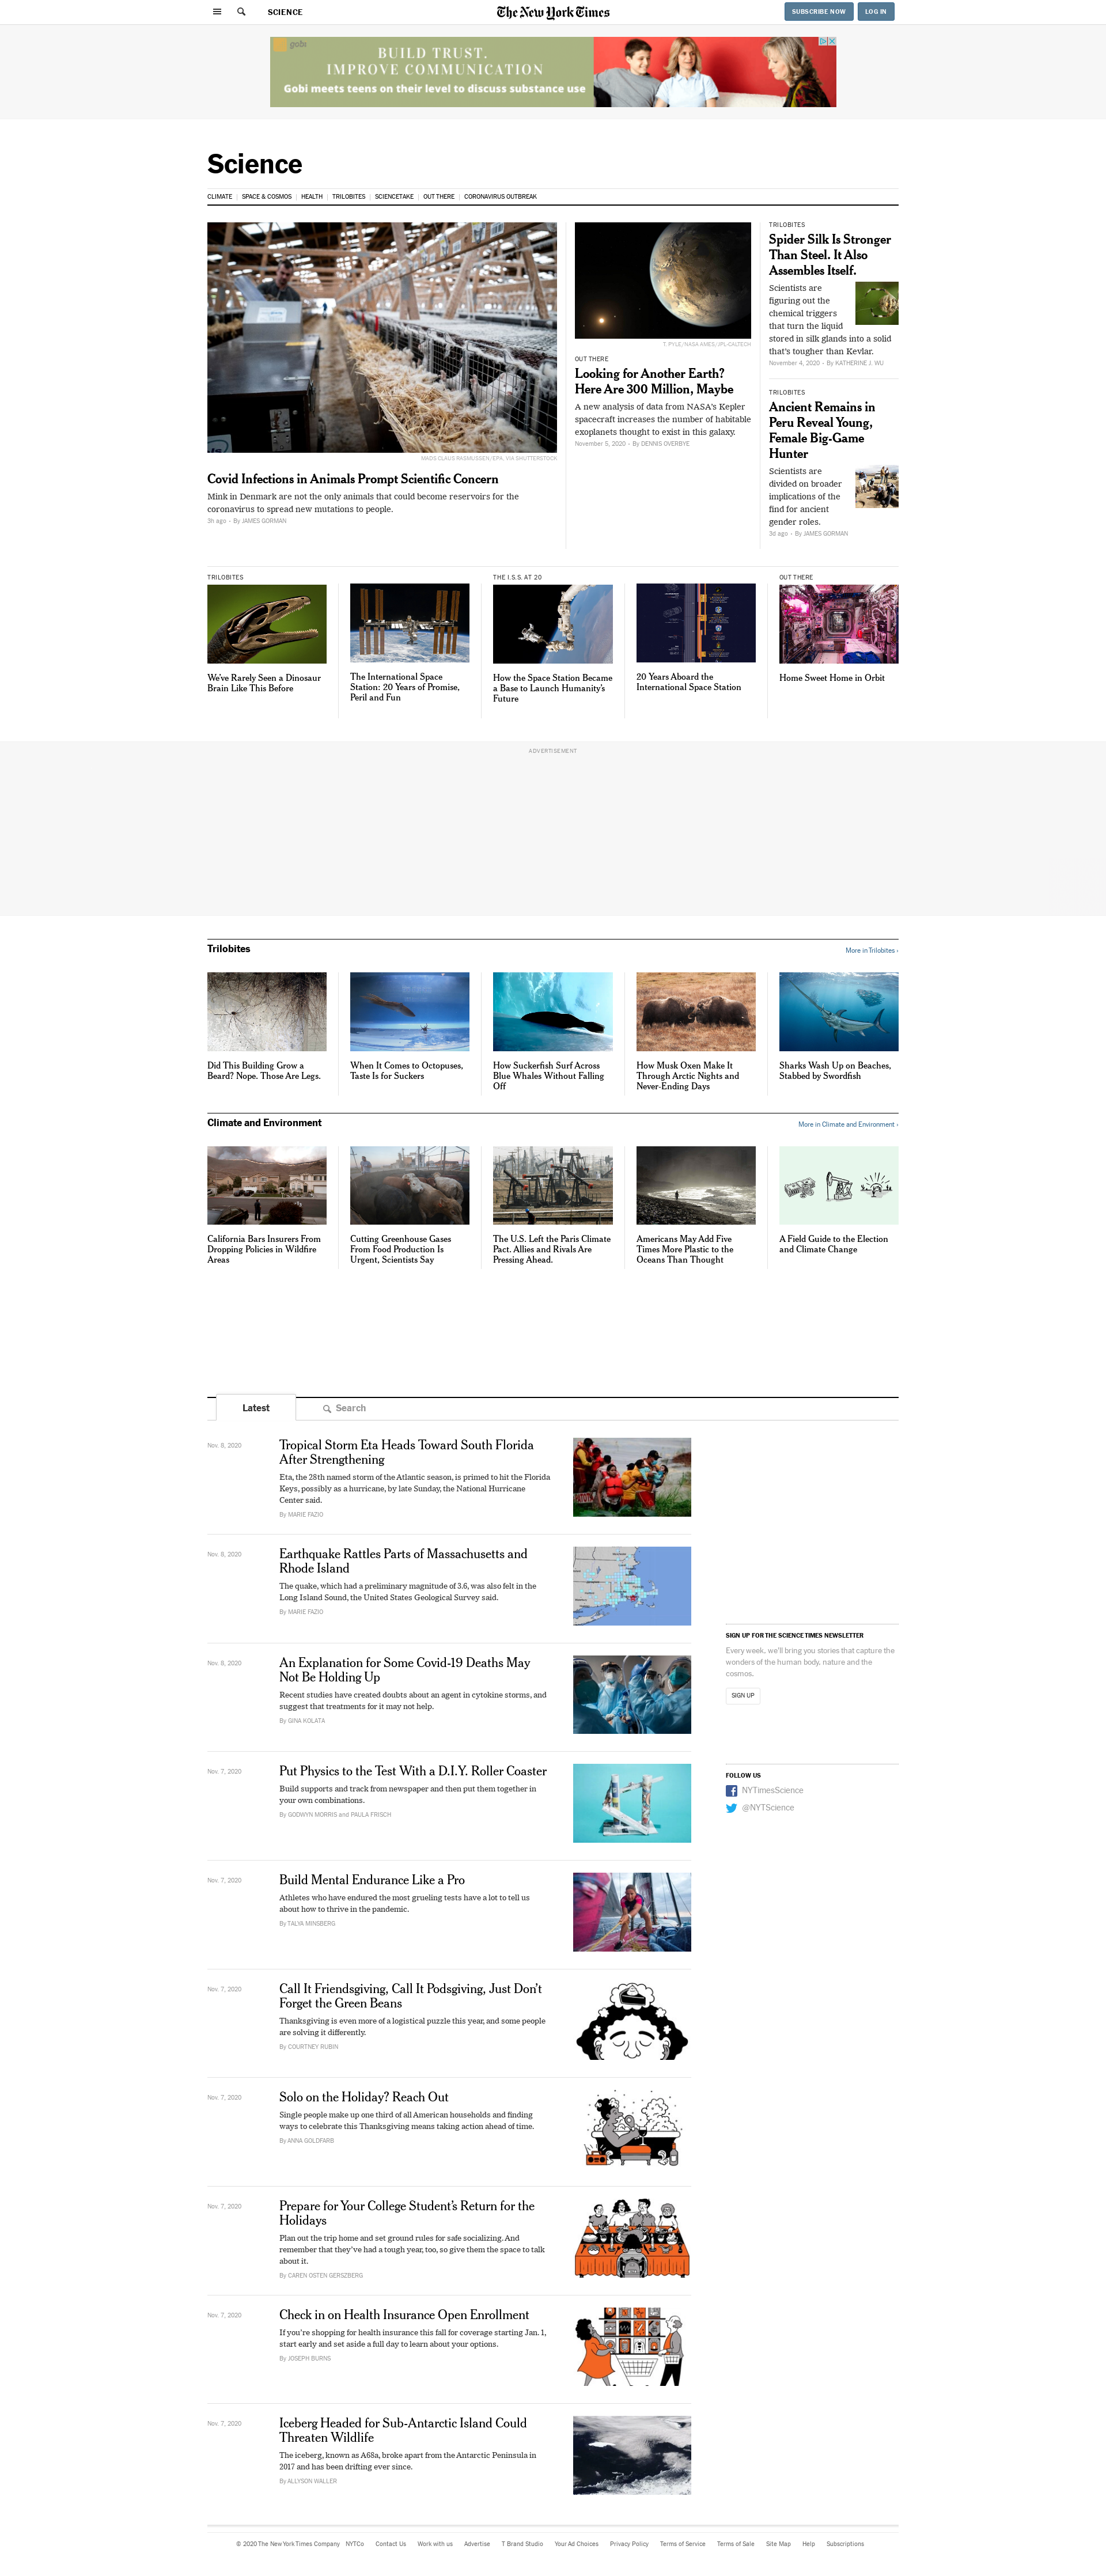 SCIENCE
The New York Times
SUBSCRIBE NOW
LOG IN
gobi
BUILD TRUST.
IMPROVE COMMUNICATION
Gobi meets teens on their level to discuss substance use
Science
CLIMATE
SPACE & COSMOS
HEALTH
TRILOBITES
SCIENCETAKE
OUT THERE
CORONAVIRUS OUTBREAK
MADS CLAUS RASMUSSEN/EPA, VIA SHUTTERSTOCK
Covid Infections in Animals Prompt Scientific Concern
Mink in Denmark are not the only animals that could become reservoirs for the
coronavirus to spread new mutations to people.
3h ago • By JAMES GORMAN
T. PYLE/NASA AMES/JPL-CALTECH
OUT THERE
Looking for Another Earth?
Here Are 300 Million, Maybe
A new analysis of data from NASA's Kepler
spacecraft increases the number of habitable
exoplanets thought to exist in this galaxy.
November 5, 2020 • By DENNIS OVERBYE
TRILOBITES
Spider Silk Is Stronger
Than Steel. It Also
Assembles Itself.
Scientists are
figuring out the
chemical triggers
that turn the liquid
stored in silk glands into a solid
that's tougher than Kevlar.
November 4, 2020 • By KATHERINE J. WU
TRILOBITES
Ancient Remains in
Peru Reveal Young,
Female Big-Game
Hunter
Scientists are
divided on broader
implications of the
find for ancient
gender roles.
3d ago • By JAMES GORMAN
TRILOBITES
We've Rarely Seen a Dinosaur
Brain Like This Before
The International Space
Station: 20 Years of Promise,
Peril and Fun
THE I.S.S. AT 20
How the Space Station Became
a Base to Launch Humanity's
Future
20 Years Aboard the
International Space Station
OUT THERE
Home Sweet Home in Orbit
ADVERTISEMENT
Trilobites
More in Trilobites ›
Did This Building Grow a
Beard? Nope. Those Are Legs.
When It Comes to Octopuses,
Taste Is for Suckers
How Suckerfish Surf Across
Blue Whales Without Falling
Off
How Musk Oxen Make It
Through Arctic Nights and
Never-Ending Days
Sharks Wash Up on Beaches,
Stabbed by Swordfish
Climate and Environment
More in Climate and Environment ›
California Bars Insurers From
Dropping Policies in Wildfire
Areas
Cutting Greenhouse Gases
From Food Production Is
Urgent, Scientists Say
The U.S. Left the Paris Climate
Pact. Allies and Rivals Are
Pressing Ahead.
Americans May Add Five
Times More Plastic to the
Oceans Than Thought
A Field Guide to the Election
and Climate Change
Latest
Search
Nov. 8, 2020
Tropical Storm Eta Heads Toward South Florida
After Strengthening
Eta, the 28th named storm of the Atlantic season, is primed to hit the Florida
Keys, possibly as a hurricane, by late Sunday, the National Hurricane
Center said.
By MARIE FAZIO
Nov. 8, 2020
Earthquake Rattles Parts of Massachusetts and
Rhode Island
The quake, which had a preliminary magnitude of 3.6, was also felt in the
Long Island Sound, the United States Geological Survey said.
By MARIE FAZIO
Nov. 8, 2020
An Explanation for Some Covid-19 Deaths May
Not Be Holding Up
Recent studies have created doubts about an agent in cytokine storms, and
suggest that treatments for it may not help.
By GINA KOLATA
SIGN UP FOR THE SCIENCE TIMES NEWSLETTER
Every week, we'll bring you stories that capture the
wonders of the human body, nature and the
cosmos.
SIGN UP
FOLLOW US
NYTimesScience
@NYTScience
Nov. 7, 2020
Put Physics to the Test With a D.I.Y. Roller Coaster
Build supports and track from newspaper and then put them together in
your own combinations.
By GODWYN MORRIS and PAULA FRISCH
Nov. 7, 2020
Build Mental Endurance Like a Pro
Athletes who have endured the most grueling tests have a lot to tell us
about how to thrive in the pandemic.
By TALYA MINSBERG
Nov. 7, 2020
Call It Friendsgiving, Call It Podsgiving, Just Don't
Forget the Green Beans
Thanksgiving is even more of a logistical puzzle this year, and some people
are solving it differently.
By COURTNEY RUBIN
Nov. 7, 2020
Solo on the Holiday? Reach Out
Single people make up one third of all American households and finding
ways to celebrate this Thanksgiving means taking action ahead of time.
By ANNA GOLDFARB
Nov. 7, 2020
Prepare for Your College Student's Return for the
Holidays
Plan out the trip home and set ground rules for safe socializing. And
remember that they've had a tough year, too, so give them the space to talk
about it.
By CAREN OSTEN GERSZBERG
Nov. 7, 2020
Check in on Health Insurance Open Enrollment
If you're shopping for health insurance this fall for coverage starting Jan. 1,
start early and set aside a full day to learn about your options.
By JOSEPH BURNS
Nov. 7, 2020
Iceberg Headed for Sub-Antarctic Island Could
Threaten Wildlife
The iceberg, known as A68a, broke apart from the Antarctic Peninsula in
2017 and has been drifting ever since.
By ALLYSON WALLER
© 2020 The New York Times Company
NYTCo
Contact Us
Work with us
Advertise
T Brand Studio
Your Ad Choices
Privacy Policy
Terms of Service
Terms of Sale
Site Map
Help
Subscriptions